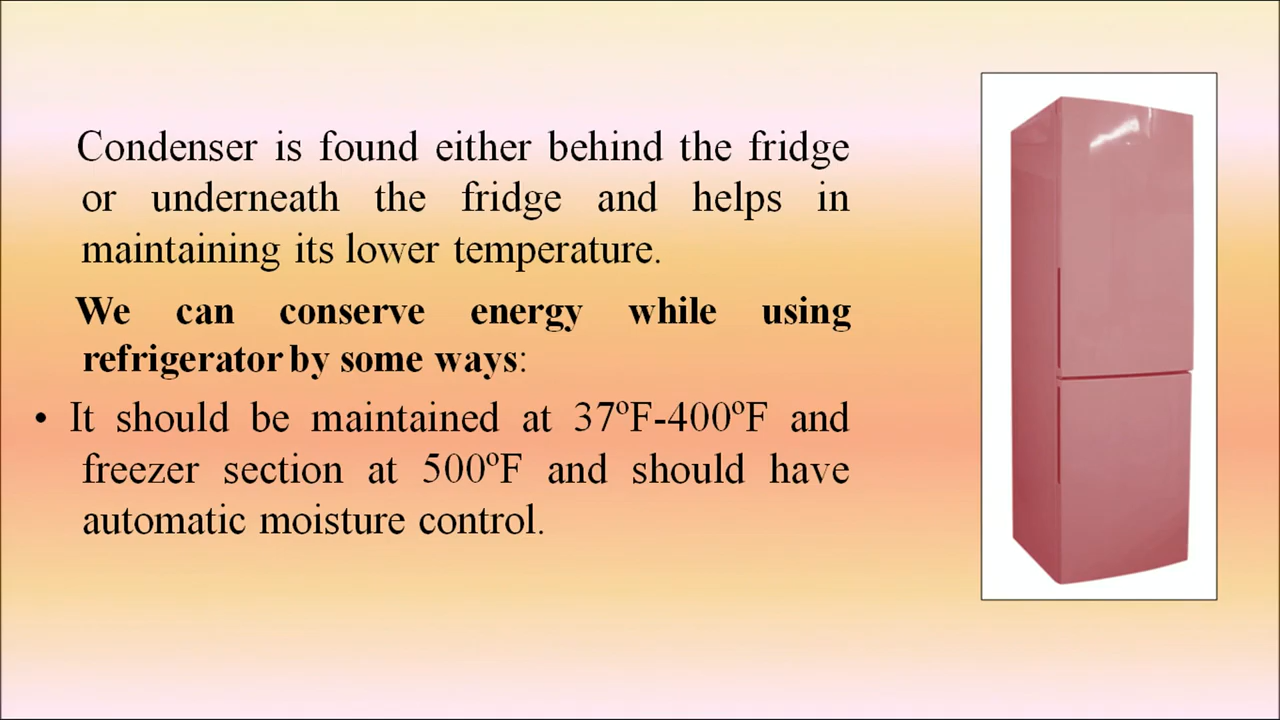 Condenser is found either behind the fridge
or underneath the fridge and helps in
maintaining its lower temperature.
We can conserve energy while using
refrigerator by some ways:
• It should be maintained at 37ºF-400ºF and
freezer section at 500ºF and should have
automatic moisture control.